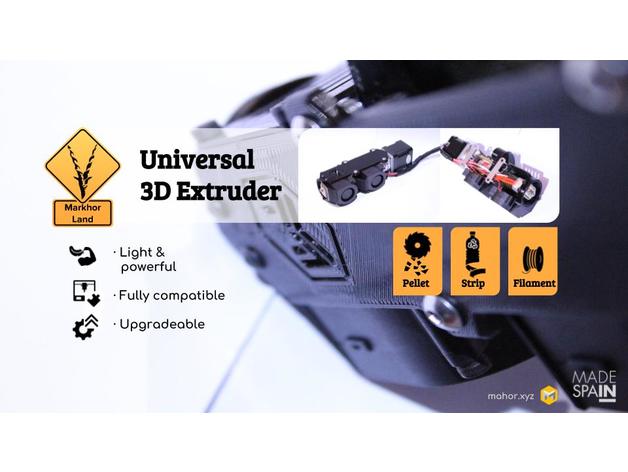 Universal
3D Extruder
Markhor
Land
· Light &
powerful
· Fully compatible
· Upgradeable
Pellet
Strip
Filament
mahor.xyz
MADE
SPAIN